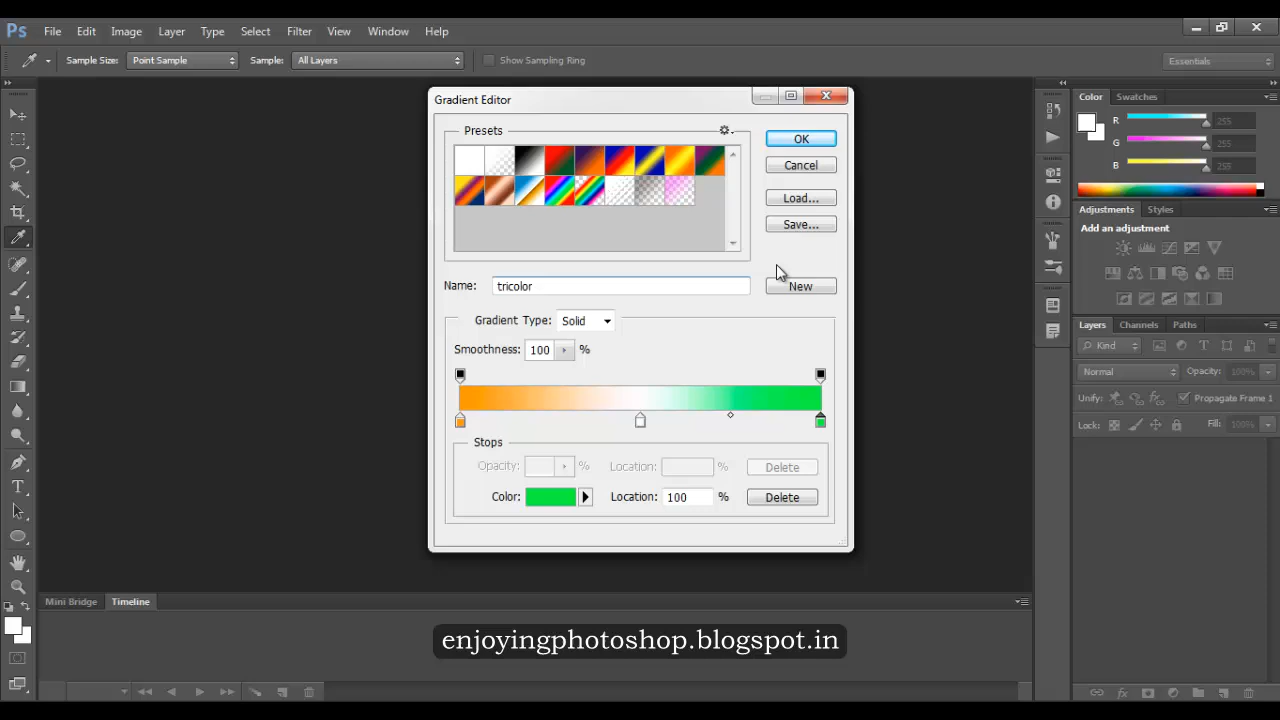 Ps File Edit Image Layer Type Select Filter View Window Help
Sample Size: Point Sample Sample: All Layers Show Sampling Ring Essentials
Gradient Editor
Presets
OK
Cancel
Load...
Save...
Name: tricolor New
Gradient Type: Solid
Smoothness: 100 %
Stops
Opacity: % Location: % Delete
Color: Location: 100 % Delete
Color Swatches
R 255
G 255
B 255
Adjustments Styles
Add an adjustment
Layers Channels Paths
Kind
Normal Opacity: 100%
Unify: Propagate Frame 1
Lock: Fill: 100%
Mini Bridge Timeline
enjoyingphotoshop.blogspot.in